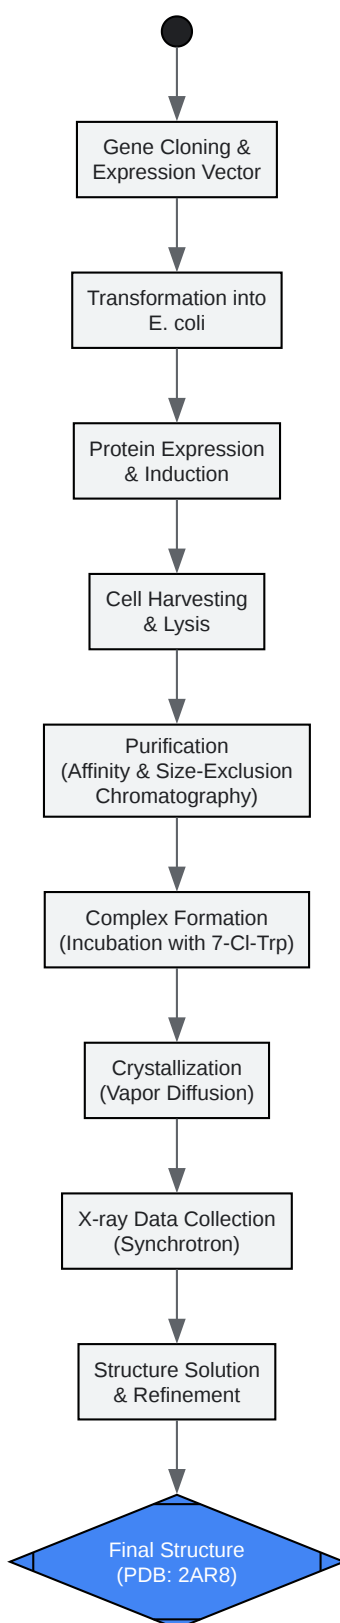 Gene Cloning &
Expression Vector
Transformation into
E. coli
Protein Expression
& Induction
Cell Harvesting
& Lysis
Purification
(Affinity & Size-Exclusion
Chromatography)
Complex Formation
(Incubation with 7-Cl-Trp)
Crystallization
(Vapor Diffusion)
X-ray Data Collection
(Synchrotron)
Structure Solution
& Refinement
Final Structure
(PDB: 2AR8)